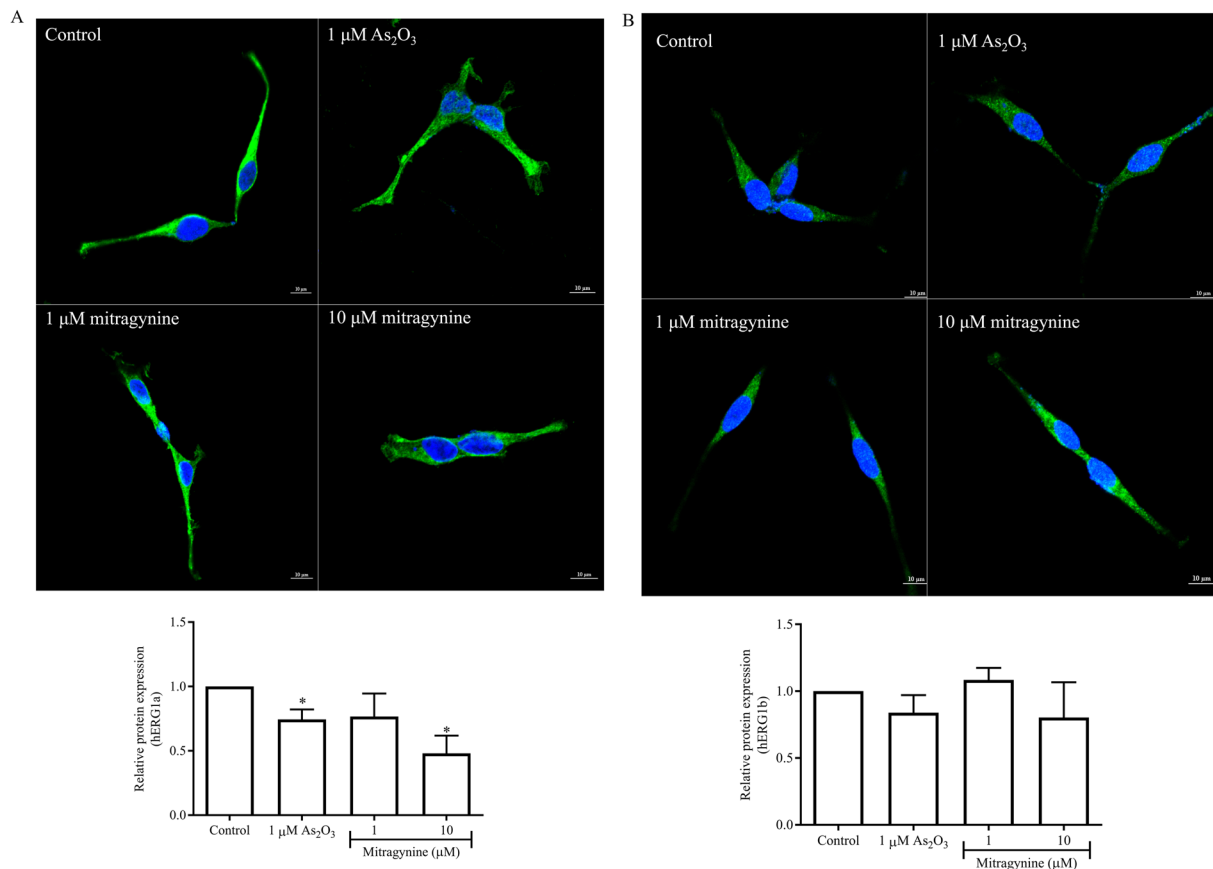 A
Control
1 μM As₂O₃
10 μm
10 μm
1 μM mitragynine
10 μM mitragynine
10 μm
10 μm
Relative protein expression
(hERG1a)
1.5
1.0
0.5
0.0
*
*
Control
1 μM As₂O₃
1
10
Mitragynine (μM)
B
Control
1 μM As₂O₃
10 μm
10 μm
1 μM mitragynine
10 μM mitragynine
10 μm
10 μm
Relative protein expression
(hERG1b)
1.5
1.0
0.5
0.0
Control
1 μM As₂O₃
1
10
Mitragynine (μM)